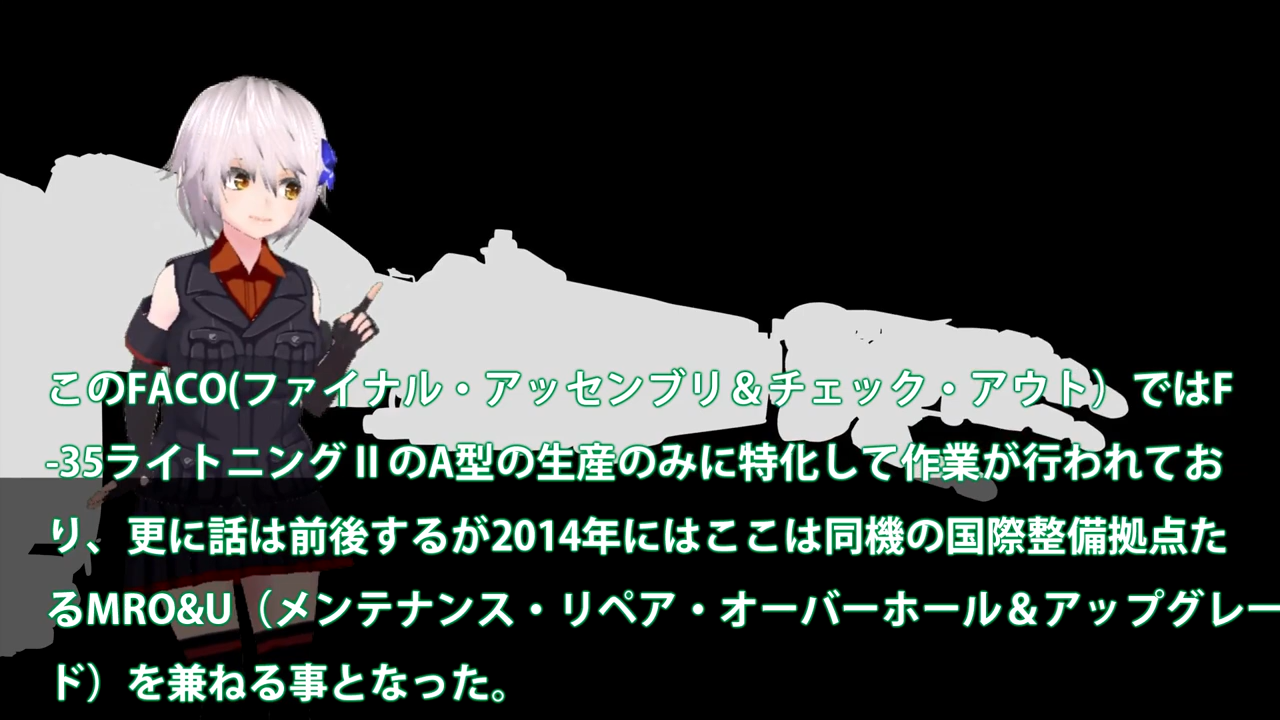 このFACO(ファイナル・アッセンブリ＆チェック・アウト）ではF
-35ライトニングⅡのA型の生産のみに特化して作業が行われてお
り、更に話は前後するが2014年にはここは同機の国際整備拠点た
るMRO&U（メンテナンス・リペア・オーバーホール＆アップグレー
ド）を兼ねる事となった。